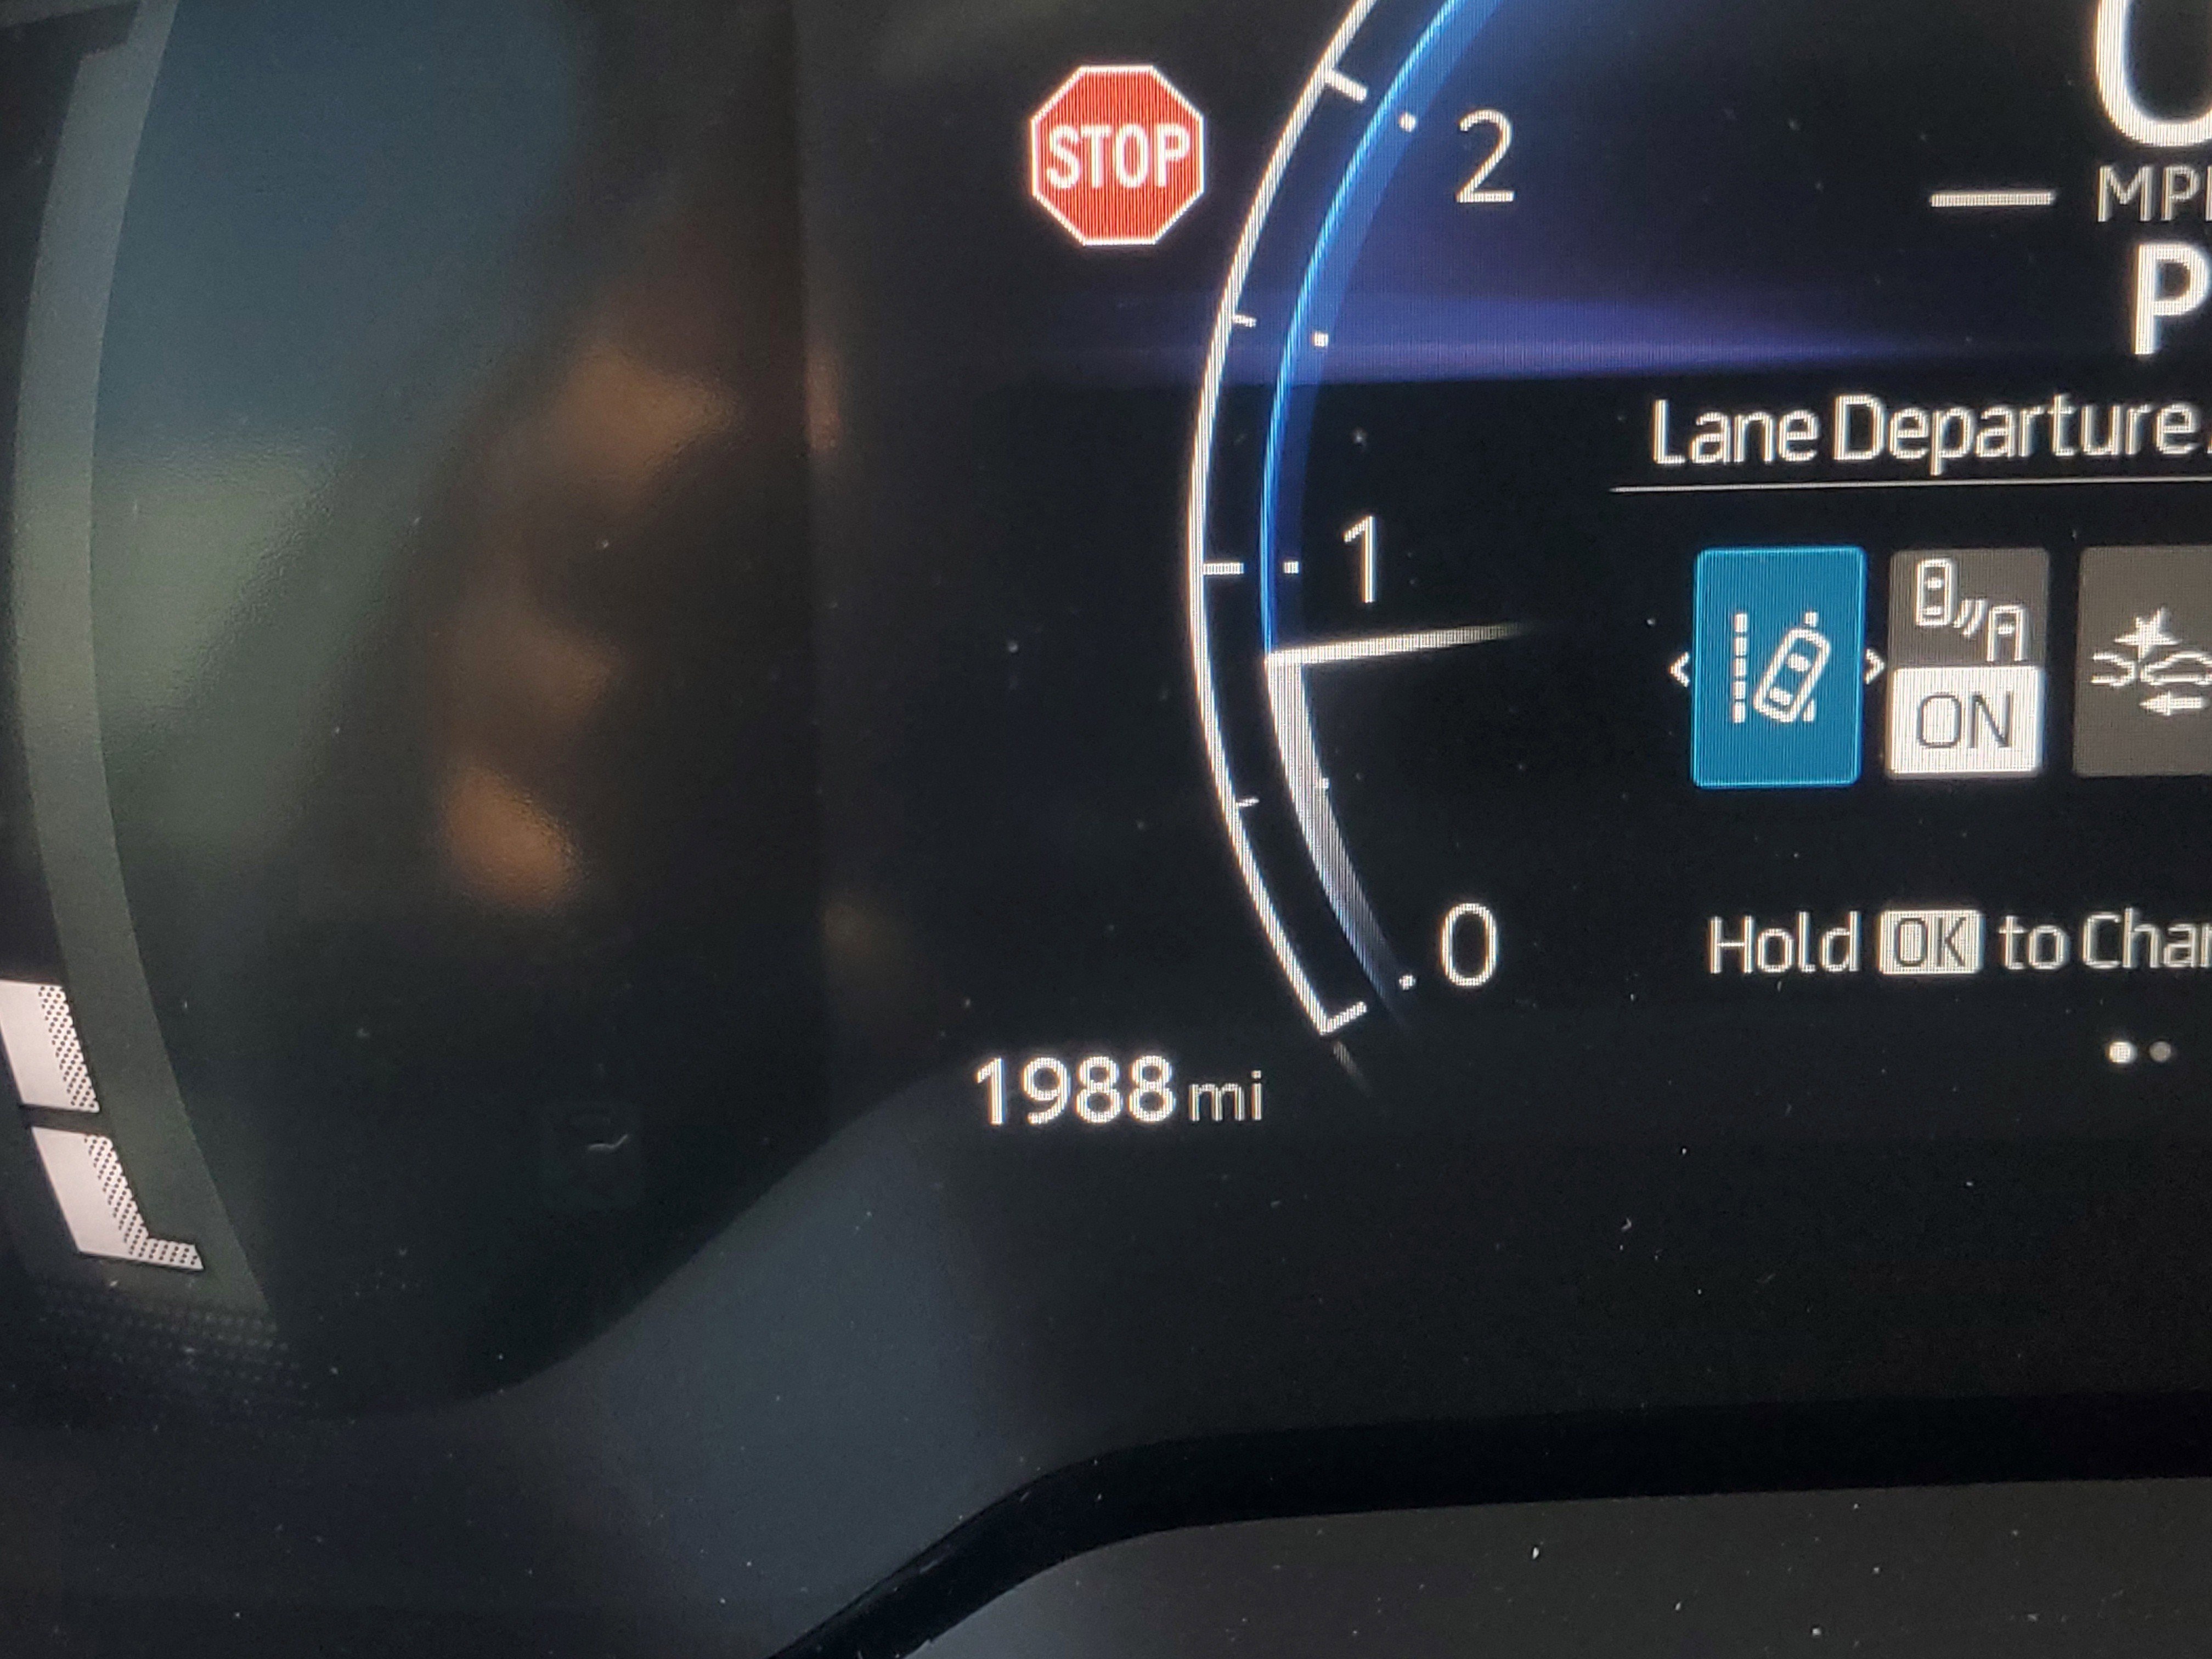 STOP
2
MP
P
Lane Departure
1
ON
0
Hold OK to Cha
1988 mi